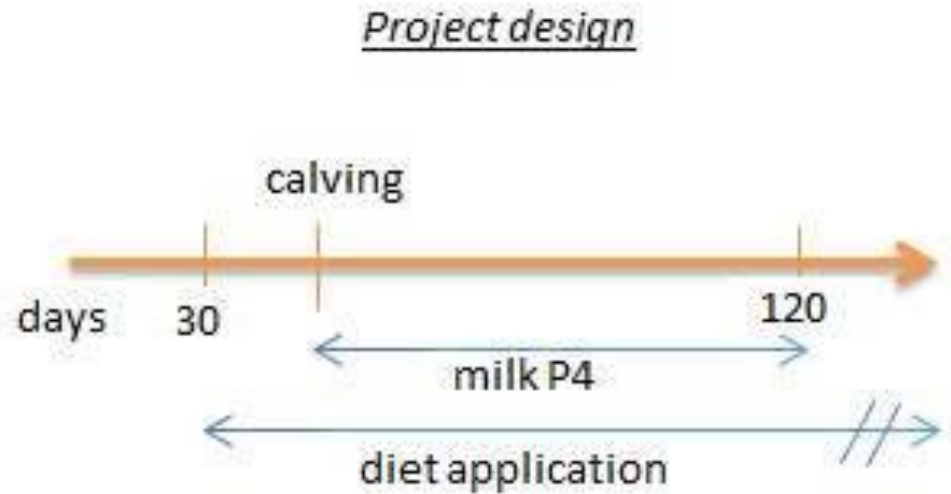 Project design
calving
days 30 120
milk P4
diet application